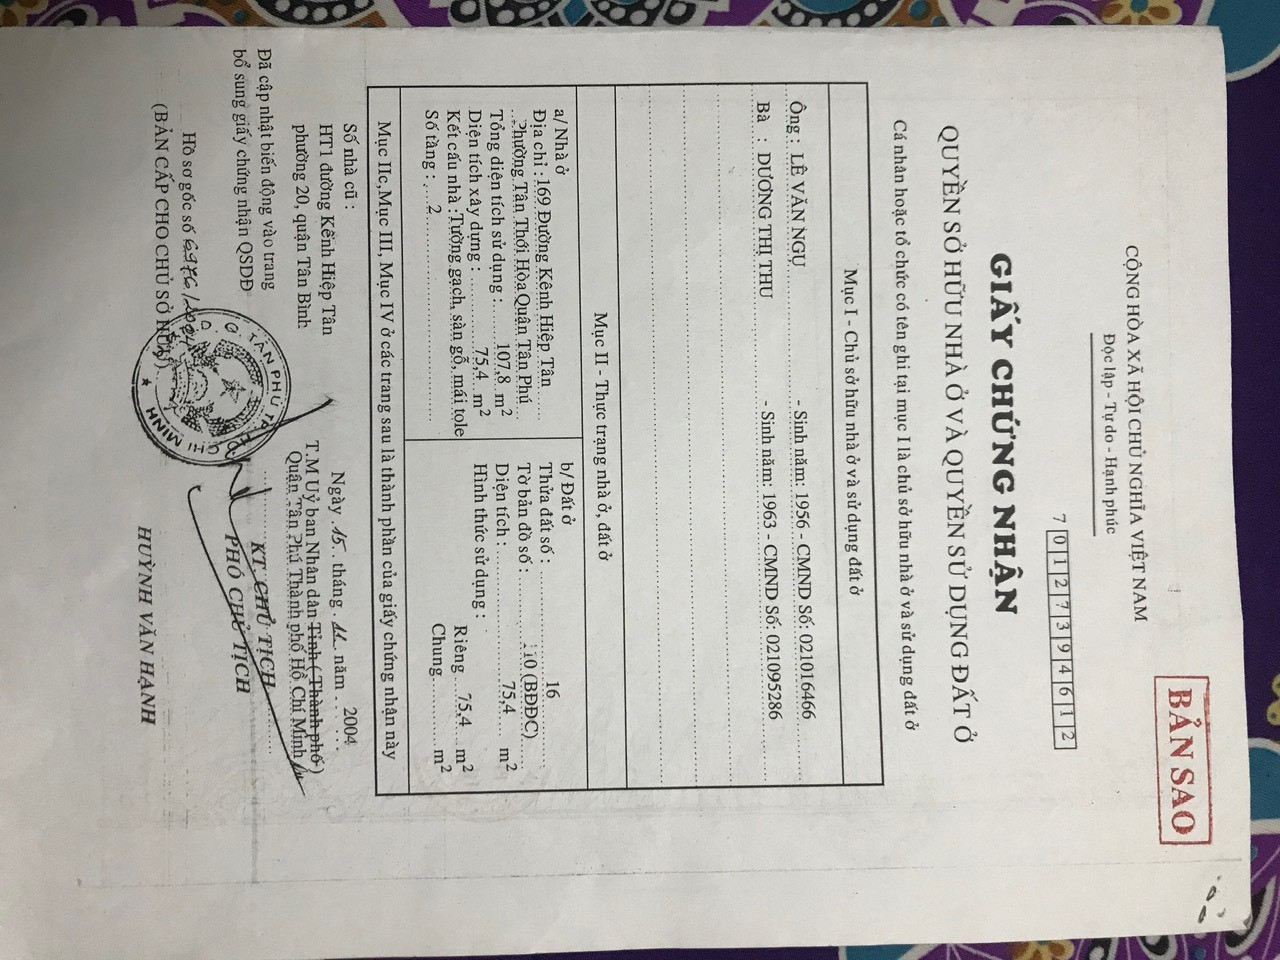 BẢN SAO
CỘNG HÒA XÃ HỘI CHỦ NGHĨA VIỆT NAM
Độc lập - Tự do - Hạnh phúc
7 0 1 2 7 3 9 4 6 1 2
GIẤY CHỨNG NHẬN
QUYỀN SỞ HỮU NHÀ Ở VÀ QUYỀN SỬ DỤNG ĐẤT Ở
Cá nhân hoặc tổ chức có tên ghi tại mục I là chủ sở hữu nhà ở và sử dụng đất ở
Mục I - Chủ sở hữu nhà ở và sử dụng đất ở
Ông : LÊ VĂN NGỤ - Sinh năm: 1956 - CMND Số: 021016466
Bà : DƯƠNG THỊ THU - Sinh năm: 1963 - CMND Số: 021095286
Mục II - Thực trạng nhà ở, đất ở
a/ Nhà ở
Địa chỉ : 169 Đường Kênh Hiệp Tân
Phường Tân Thới Hòa Quận Tân Phú
Tổng diện tích sử dụng : 107,8 m2
Diện tích xây dựng : 75,4 m2
Kết cấu nhà : Tường gạch, sàn gỗ, mái tole
Số tầng : 2
b/ Đất ở
Thửa đất số : 16
Tờ bản đồ số : 10 (BĐĐC)
Diện tích : 75,4 m2
Hình thức sử dụng :
Riêng 75,4 m2
Chung m2
Mục IIc, Mục III, Mục IV ở các trang sau là thành phần của giấy chứng nhận này
Số nhà cũ :
HT1 đường Kênh Hiệp Tân
phường 20, quận Tân Bình
Đã cập nhật biến động vào trang
bổ sung giấy chứng nhận QSDĐ
Hồ sơ gốc số 6976/2004
(BẢN CẤP CHO CHỦ SỞ HỮU)
Ngày 15 tháng 11 năm 2004
T.M Uỷ ban Nhân dân Tỉnh ( Thành phố )
Quận Tân Phú Thành phố Hồ Chí Minh
KT. CHỦ TỊCH
PHÓ CHỦ TỊCH
HUỲNH VĂN HẠNH
Q. TÂN PHÚ TP. HỒ CHÍ MINH